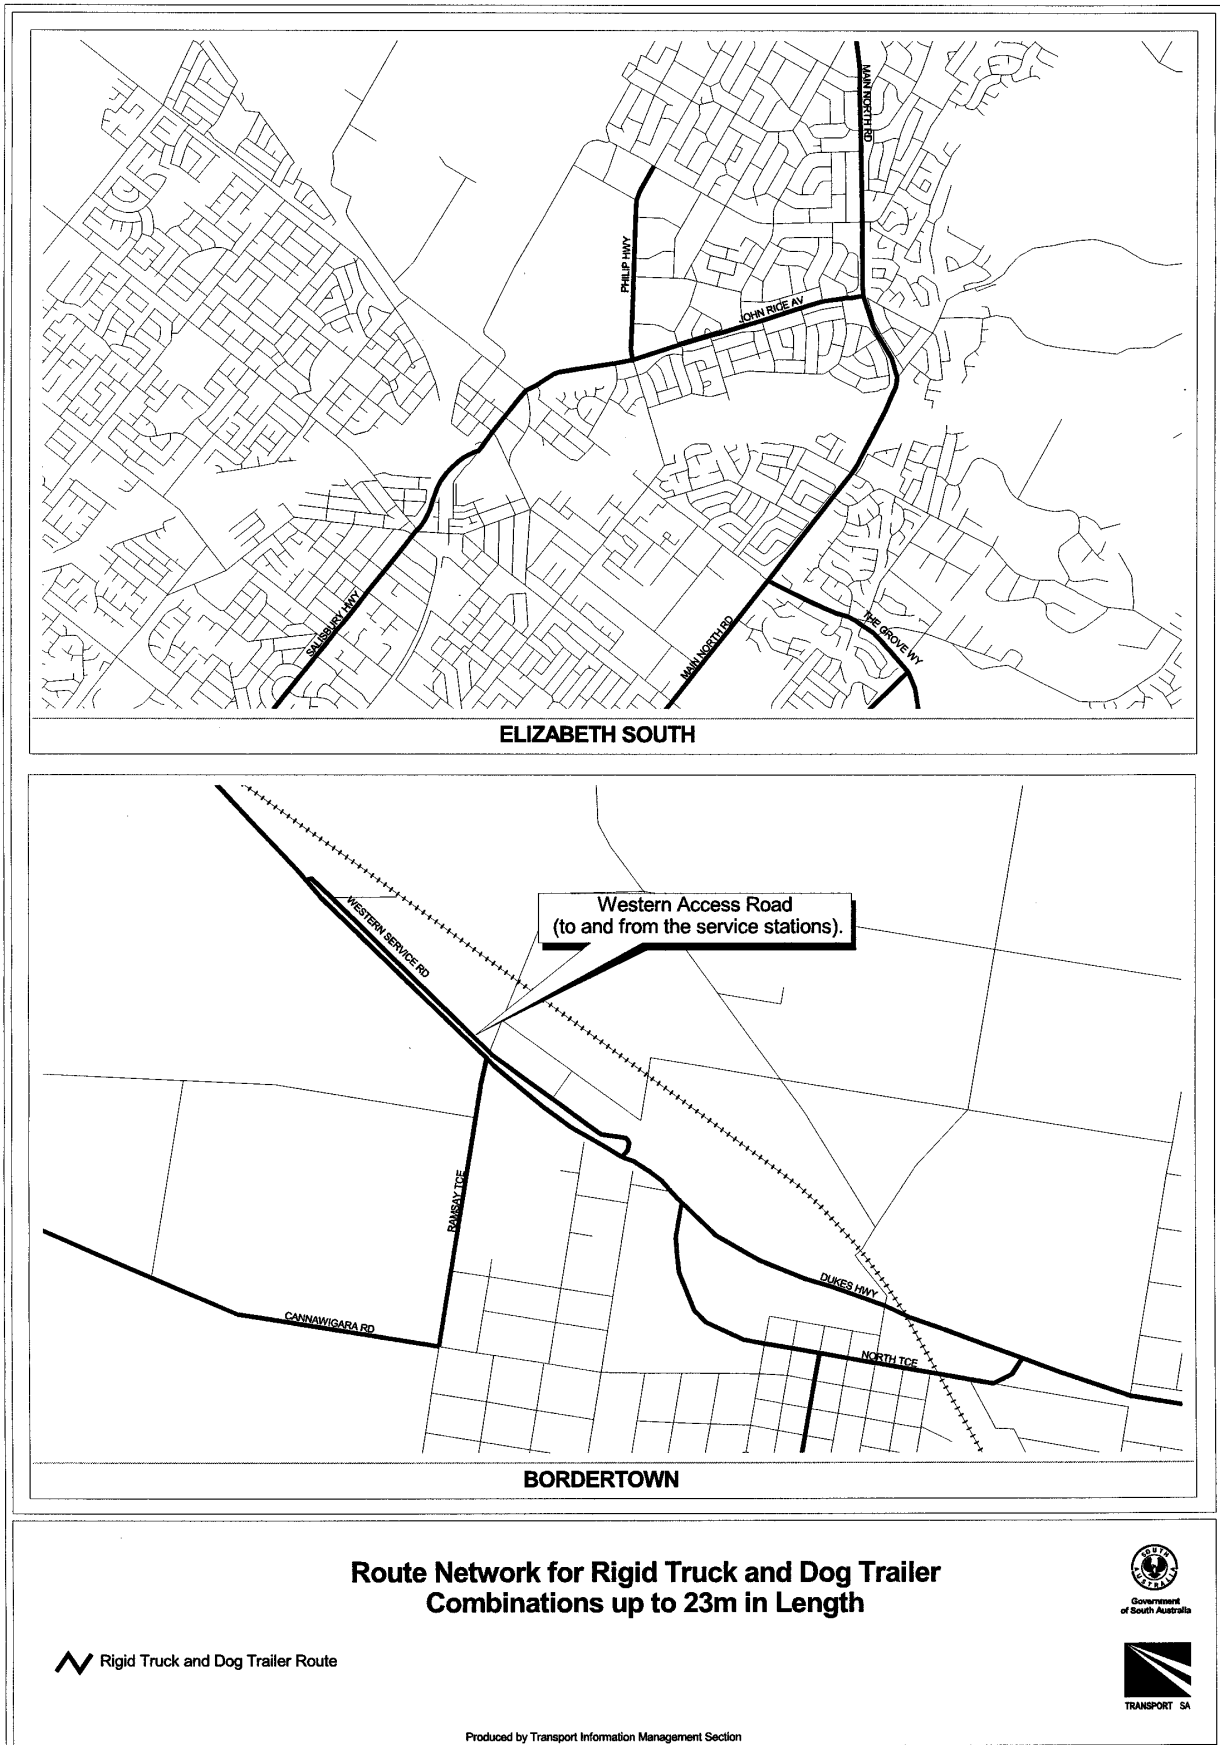 MAIN NORTH RD
PHILIP HWY
JOHN RICE AV
SALISBURY HWY
MAIN NORTH RD
THE GROVE WY
ELIZABETH SOUTH
WESTERN SERVICE RD
Western Access Road
(to and from the service stations).
RAMSAY TCE
CANNAWIGARA RD
DUKES HWY
NORTH TCE
BORDERTOWN
Route Network for Rigid Truck and Dog Trailer
Combinations up to 23m in Length
Rigid Truck and Dog Trailer Route
SOUTH
AUSTRALIA
Government
of South Australia
TRANSPORT SA
Produced by Transport Information Management Section